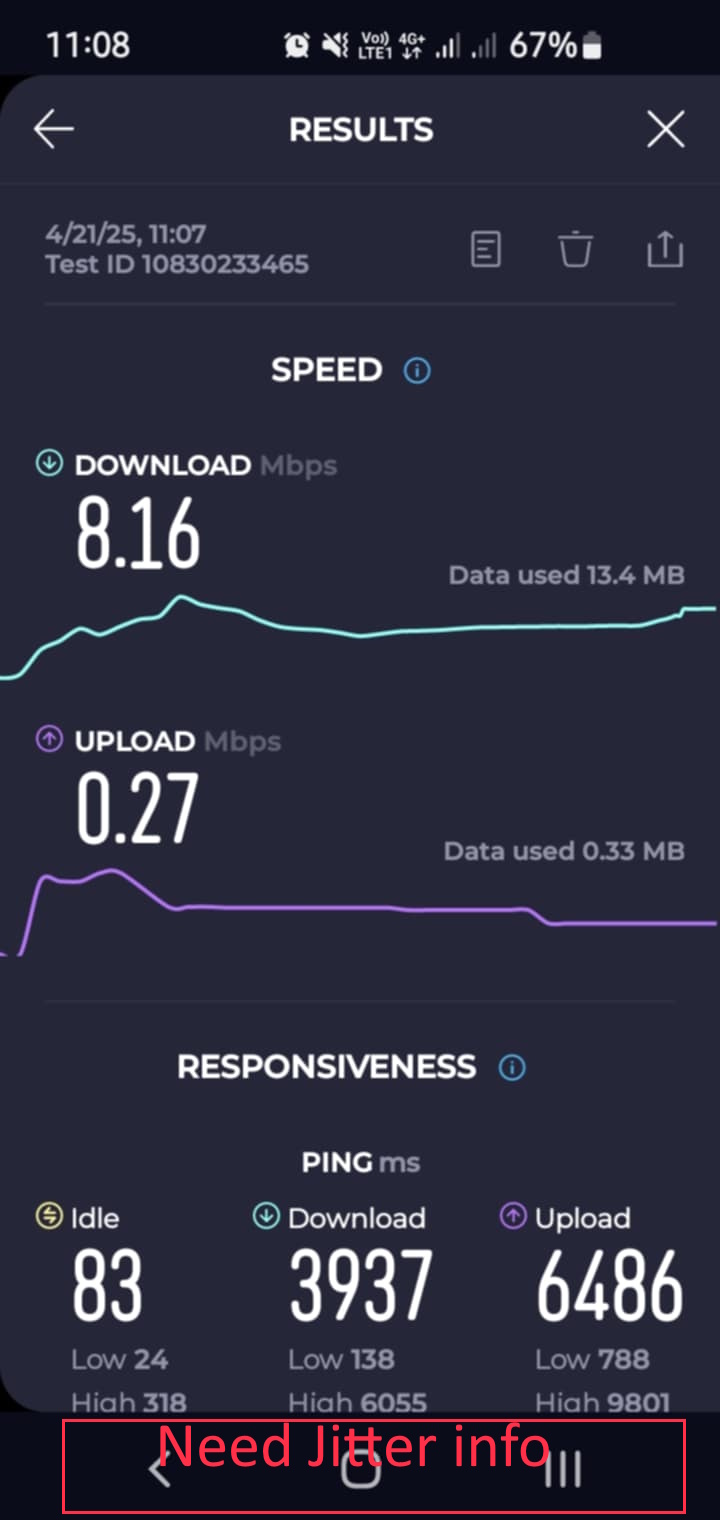 11:08 Vo)) LTE1 4G+ 67%
RESULTS
4/21/25, 11:07
Test ID 10830233465
SPEED
DOWNLOAD Mbps
8.16
Data used 13.4 MB
UPLOAD Mbps
0.27
Data used 0.33 MB
RESPONSIVENESS
PING ms
Idle Download Upload
83 3937 6486
Low 24 Low 138 Low 788
High 318 High 6055 High 9801
Need Jitter info